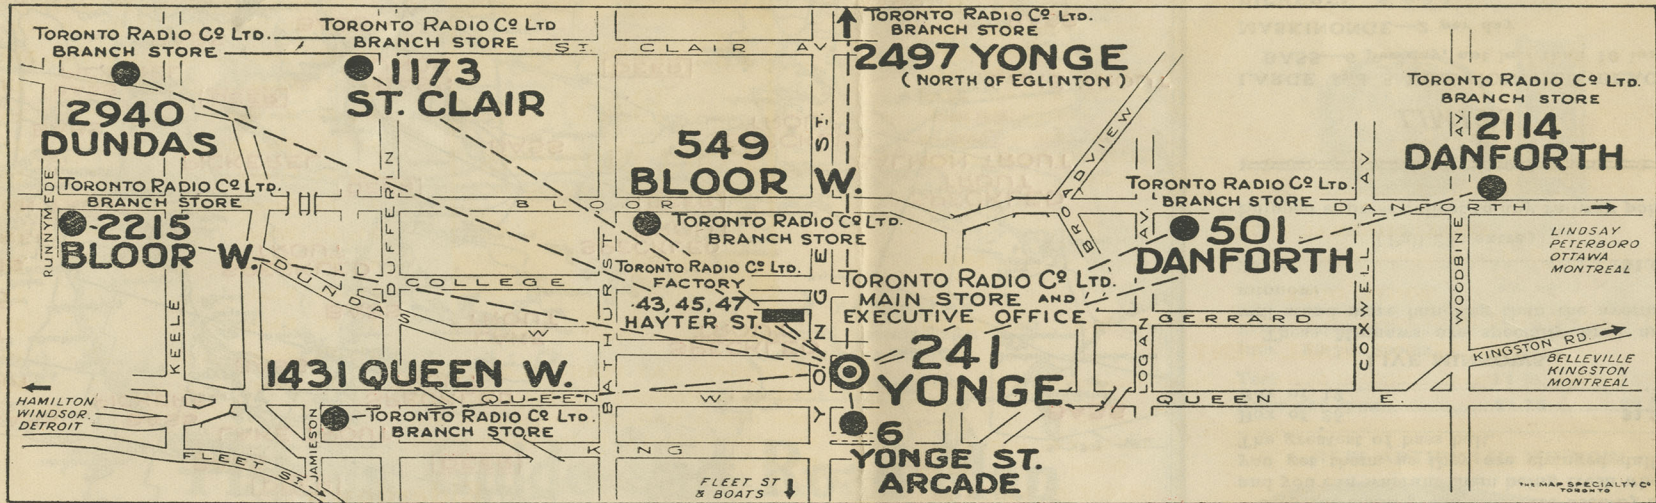 TORONTO RADIO Cº LTD.
BRANCH STORE
2940
DUNDAS
TORONTO RADIO Cº LTD.
BRANCH STORE
1173
ST. CLAIR
ST. CLAIR AV
TORONTO RADIO Cº LTD.
BRANCH STORE
2497 YONGE
(NORTH OF EGLINTON)
TORONTO RADIO Cº LTD.
BRANCH STORE
2114
DANFORTH
549
BLOOR W.
TORONTO RADIO Cº LTD.
BRANCH STORE
TORONTO RADIO Cº LTD.
BRANCH STORE
2215
BLOOR W.
TORONTO RADIO Cº LTD.
BRANCH STORE
501
DANFORTH
BLOOR
DANFORTH
RUNNYMEDE
KEELE
DUFFERIN
BATHURST
YONGE ST.
BROADVIEW
LOGAN AV.
COXWELL AV
WOODBINE AV.
LINDSAY
PETERBORO
OTTAWA
MONTREAL
DUNDAS W.
COLLEGE
TORONTO RADIO Cº LTD.
FACTORY
43, 45, 47
HAYTER ST.
TORONTO RADIO Cº LTD.
MAIN STORE AND
EXECUTIVE OFFICE
241
YONGE
GERRARD
KINGSTON RD.
BELLEVILLE
KINGSTON
MONTREAL
1431 QUEEN W.
TORONTO RADIO Cº LTD.
BRANCH STORE
QUEEN W.
QUEEN E.
HAMILTON
WINDSOR.
DETROIT
JAMIESON
FLEET ST.
KING
6
YONGE ST.
ARCADE
FLEET ST
& BOATS
THE MAP SPECIALTY Cº
TORONTO